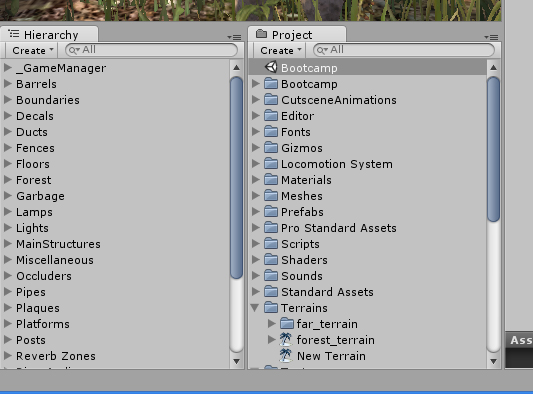 Hierarchy
Create All
_GameManager
Barrels
Boundaries
Decals
Ducts
Fences
Floors
Forest
Garbage
Lamps
Lights
MainStructures
Miscellaneous
Occluders
Pipes
Plaques
Platforms
Posts
Reverb Zones
Project
Create All
Bootcamp
Bootcamp
CutsceneAnimations
Editor
Fonts
Gizmos
Locomotion System
Materials
Meshes
Prefabs
Pro Standard Assets
Scripts
Shaders
Sounds
Standard Assets
Terrains
far_terrain
forest_terrain
New Terrain
Ass